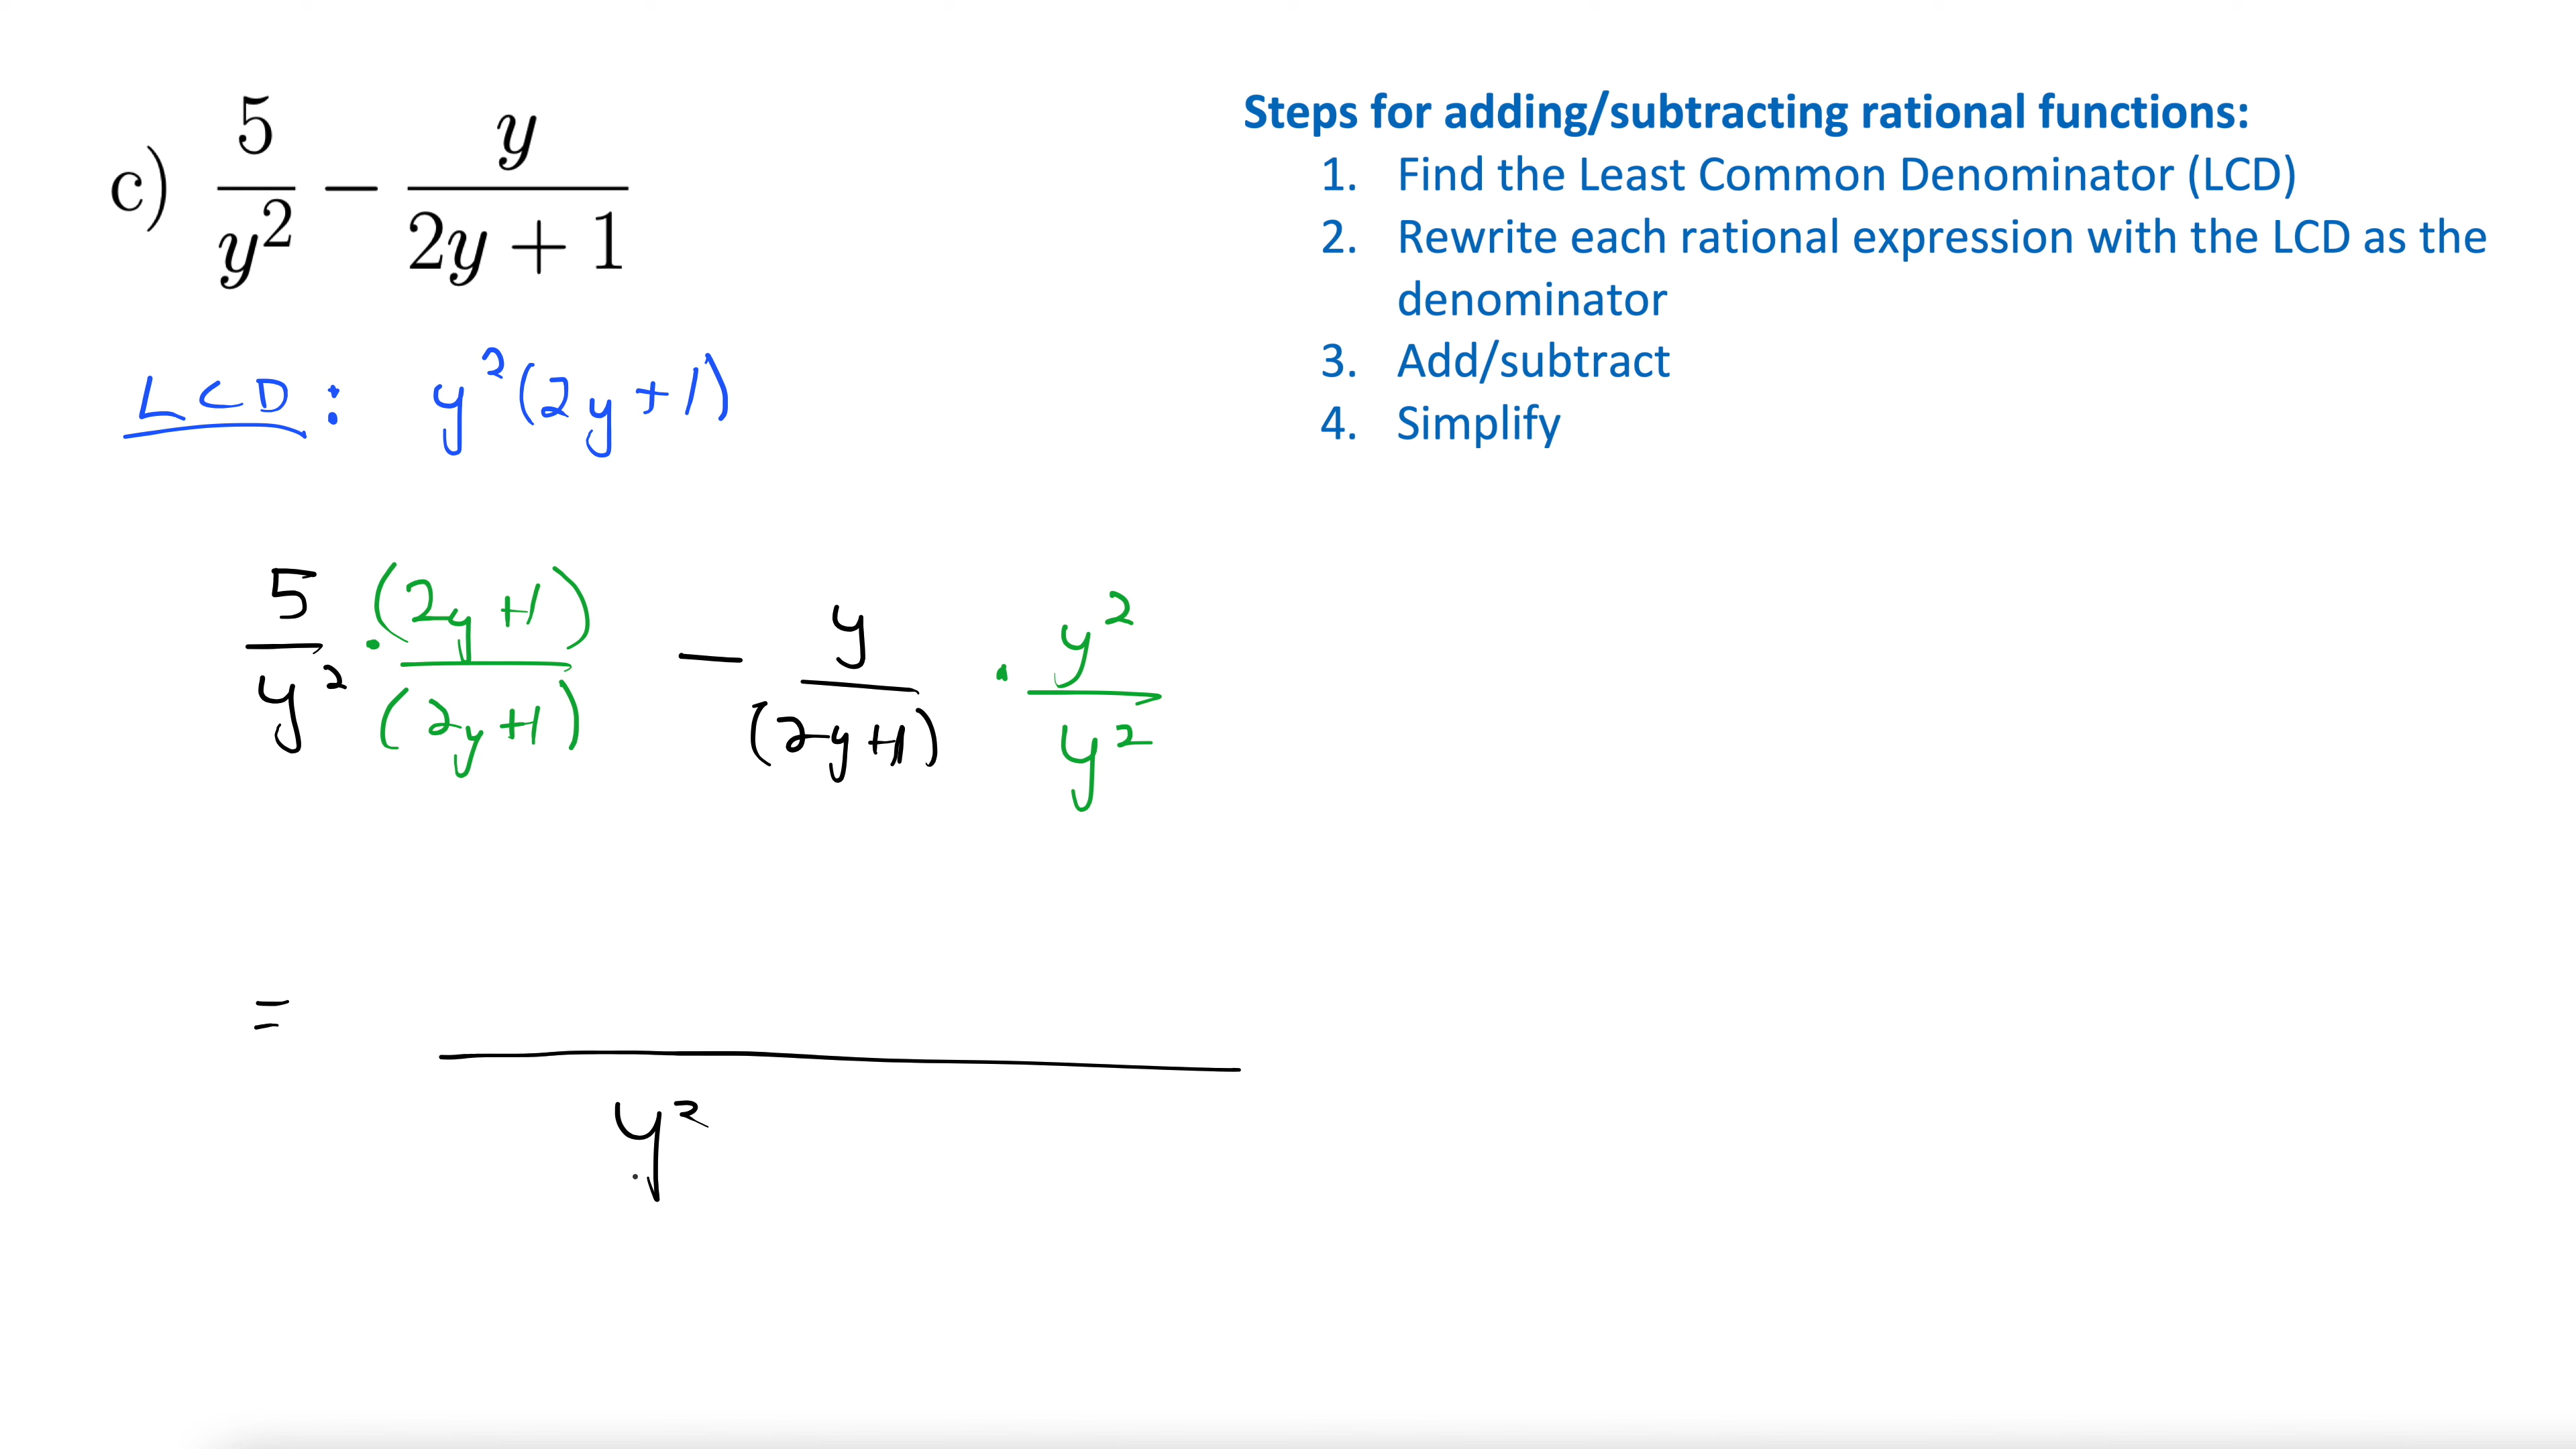 c) 5/y² − y/(2y + 1)
LCD: y²(2y+1)
5/y² · (2y+1)/(2y+1) − y/(2y+1) · y²/y²
= ———
y²
Steps for adding/subtracting rational functions:
1. Find the Least Common Denominator (LCD)
2. Rewrite each rational expression with the LCD as the
denominator
3. Add/subtract
4. Simplify